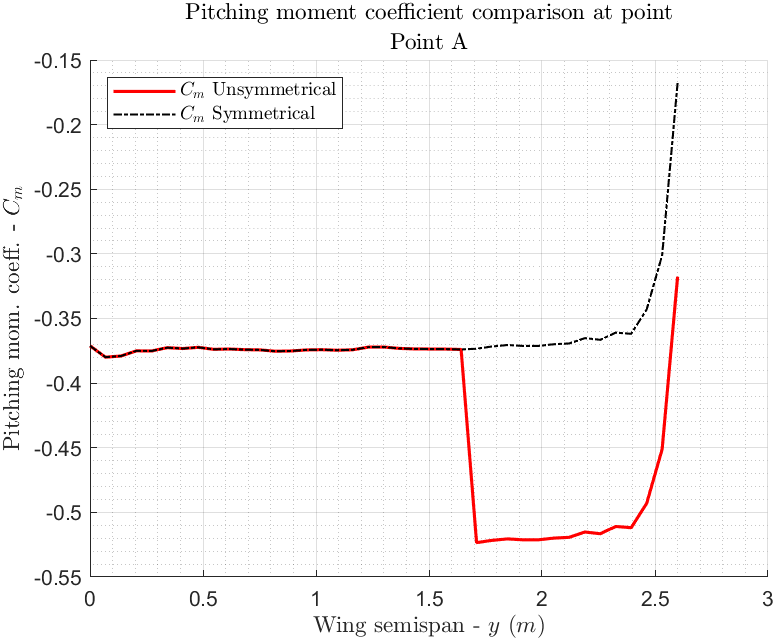 Pitching moment coefficient comparison at point
Point A
-0.15
C_m Unsymmetrical
C_m Symmetrical
-0.2
-0.25
-0.3
-0.35
-0.4
-0.45
-0.5
-0.55
Pitching mom. coeff. - C_m
0 0.5 1 1.5 2 2.5 3
Wing semispan - y (m)